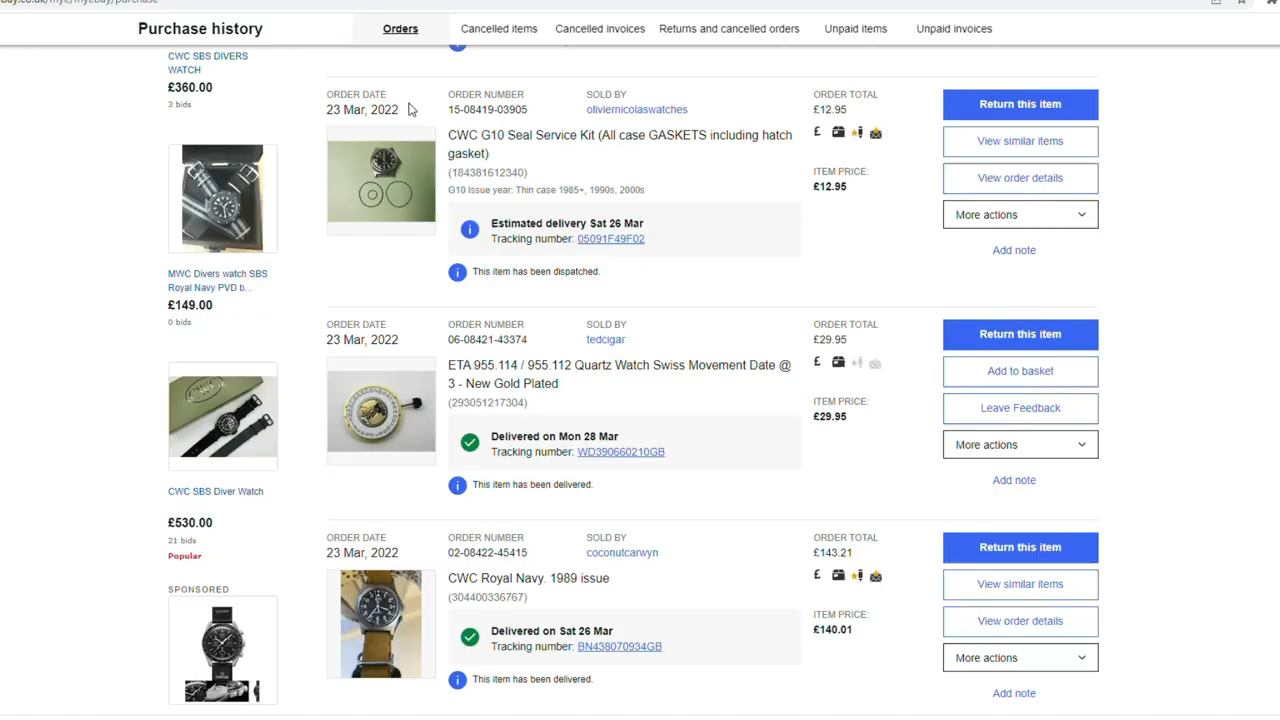 Purchase history
Orders
Cancelled items
Cancelled invoices
Returns and cancelled orders
Unpaid items
Unpaid invoices
CWC SBS DIVERS
WATCH
£360.00
3 bids
MWC Divers watch SBS
Royal Navy PVD b...
£149.00
0 bids
CWC SBS Diver Watch
£530.00
21 bids
Popular
SPONSORED
ORDER DATE
23 Mar, 2022
ORDER NUMBER
15-08419-03905
SOLD BY
oliviernicolaswatches
ORDER TOTAL
£12.95
CWC G10 Seal Service Kit (All case GASKETS including hatch
gasket)
(184381612340)
G10 Issue year: Thin case 1985+, 1990s, 2000s
ITEM PRICE:
£12.95
Estimated delivery Sat 26 Mar
Tracking number: 05091F49F02
This item has been dispatched.
Return this item
View similar items
View order details
More actions
Add note
ORDER DATE
23 Mar, 2022
ORDER NUMBER
06-08421-43374
SOLD BY
tedcigar
ORDER TOTAL
£29.95
ETA 955.114 / 955.112 Quartz Watch Swiss Movement Date @
3 - New Gold Plated
(293051217304)
ITEM PRICE:
£29.95
Delivered on Mon 28 Mar
Tracking number: WD390660210GB
This item has been delivered.
Return this item
Add to basket
Leave Feedback
More actions
Add note
ORDER DATE
23 Mar, 2022
ORDER NUMBER
02-08422-45415
SOLD BY
coconutcarwyn
ORDER TOTAL
£143.21
CWC Royal Navy. 1989 issue
(304400336767)
ITEM PRICE:
£140.01
Delivered on Sat 26 Mar
Tracking number: BN438070934GB
This item has been delivered.
Return this item
View similar items
View order details
More actions
Add note